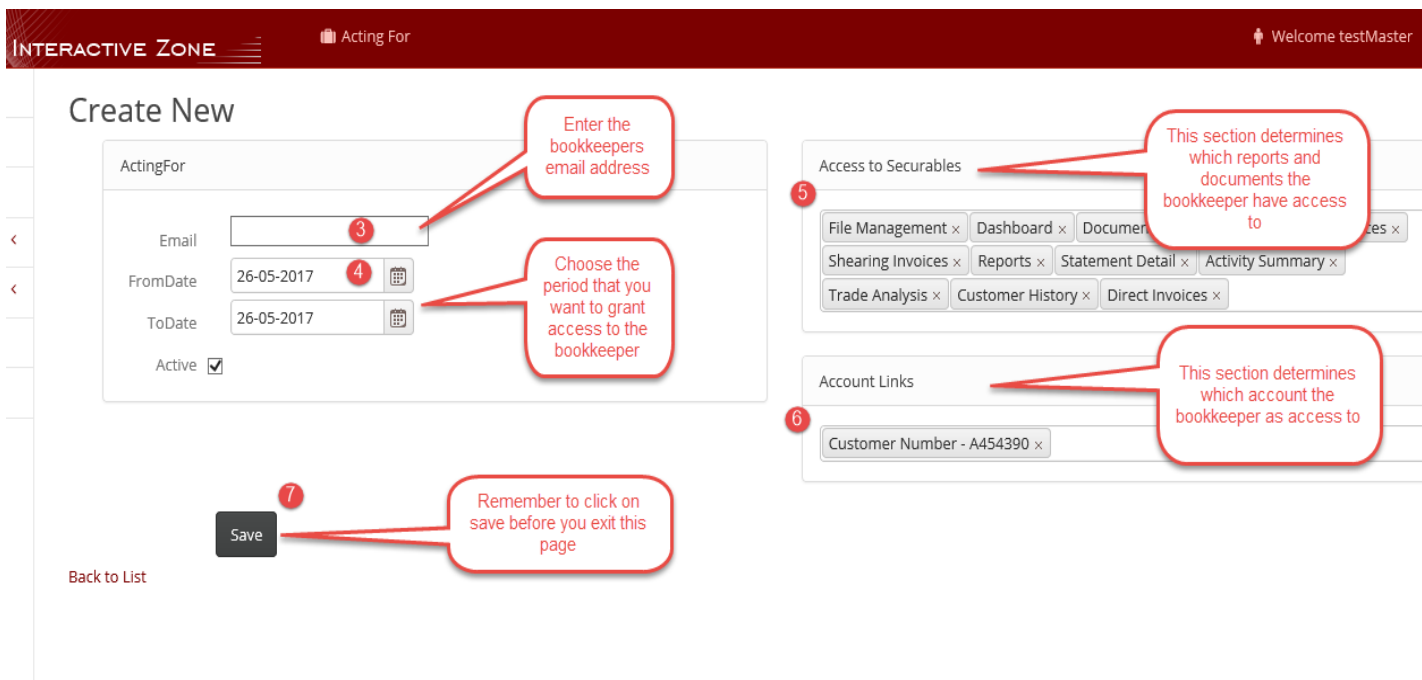 INTERACTIVE ZONE
Acting For
Welcome testMaster
Create New
ActingFor
Enter the
bookkeepers
email address
Email
3
FromDate
26-05-2017
4
ToDate
26-05-2017
Choose the
period that you
want to grant
access to the
bookkeeper
Active
Access to Securables
This section determines
which reports and
documents the
bookkeeper have access
to
5
File Management ×
Dashboard ×
×
Shearing Invoices ×
Reports ×
Statement Detail ×
Activity Summary ×
Trade Analysis ×
Customer History ×
Direct Invoices ×
Account Links
This section determines
which account the
bookkeeper as access to
6
Customer Number - A454390 ×
7
Save
Remember to click on
save before you exit this
page
Back to List